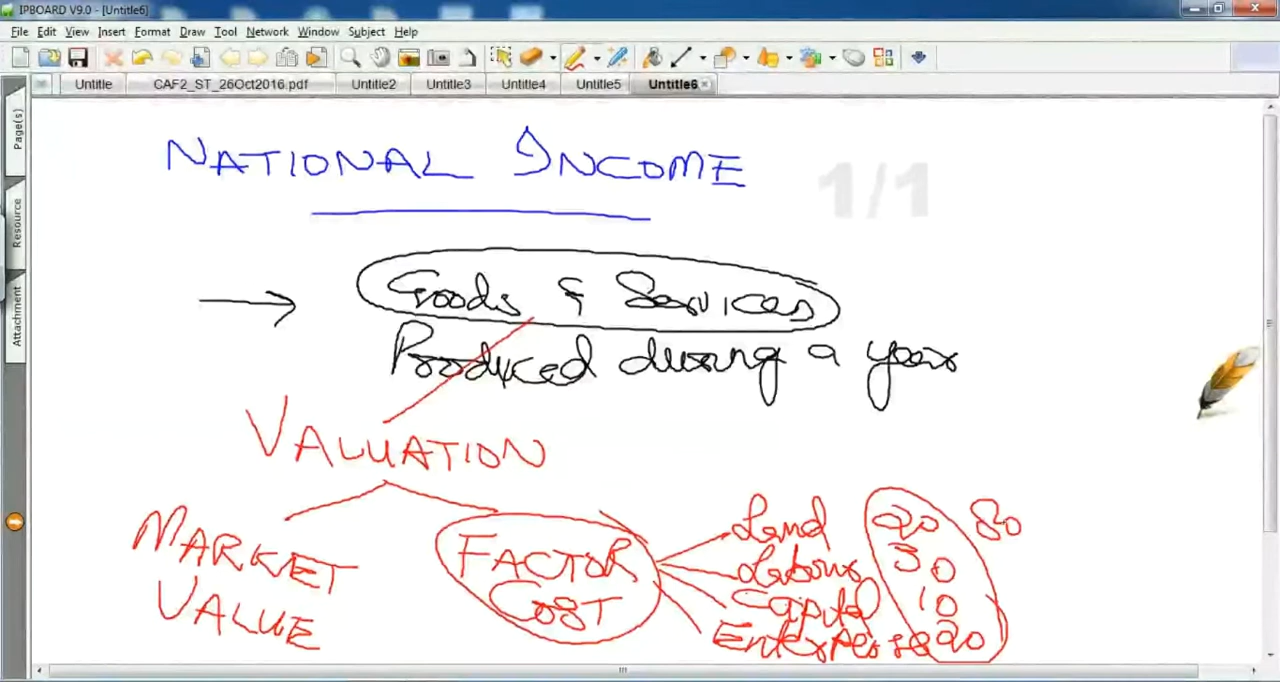 IPBOARD V9.0 - [Untitled6]
File Edit View Insert Format Draw Tool Network Window Subject Help
Untitle CAF2_ST_26Oct2016.pdf Untitle2 Untitle3 Untitle4 Untitle5 Untitle6
Page(s)
Resource
Attachment
NATIONAL INCOME
1/1
Goods & Services
Produced during a year
VALUATION
MARKET VALUE
FACTOR COST
Land 20 80
Labour 30
Capital 10
Enterperse 20